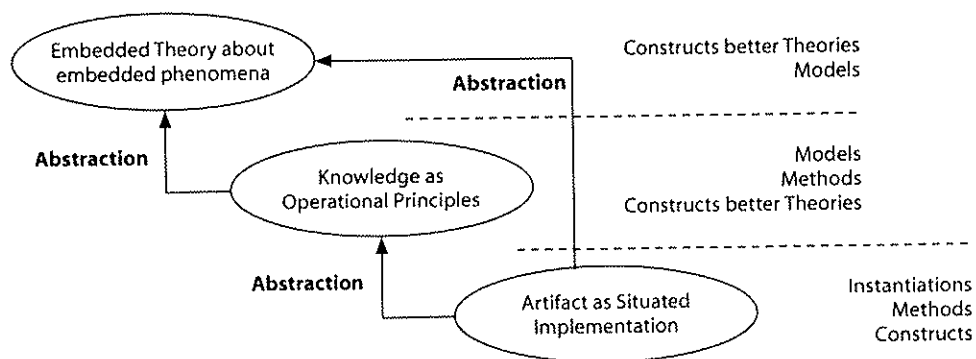 Embedded Theory about
embedded phenomena
Constructs better Theories
Models
Abstraction
Abstraction
Knowledge as
Operational Principles
Models
Methods
Constructs better Theories
Abstraction
Artifact as Situated
Implementation
Instantiations
Methods
Constructs